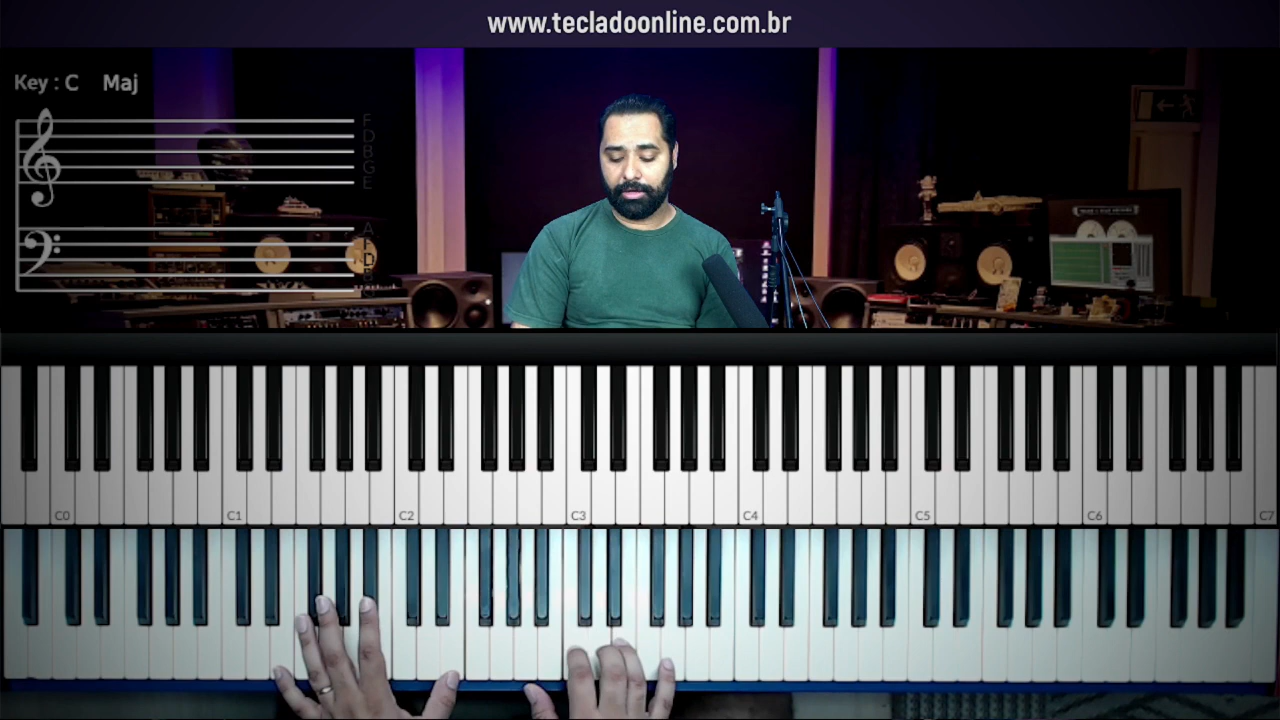 www.tecladoonline.com.br
Key : C Maj
F
D
B
G
E
A
F
D
C0 C1 C2 C3 C4 C5 C6 C7